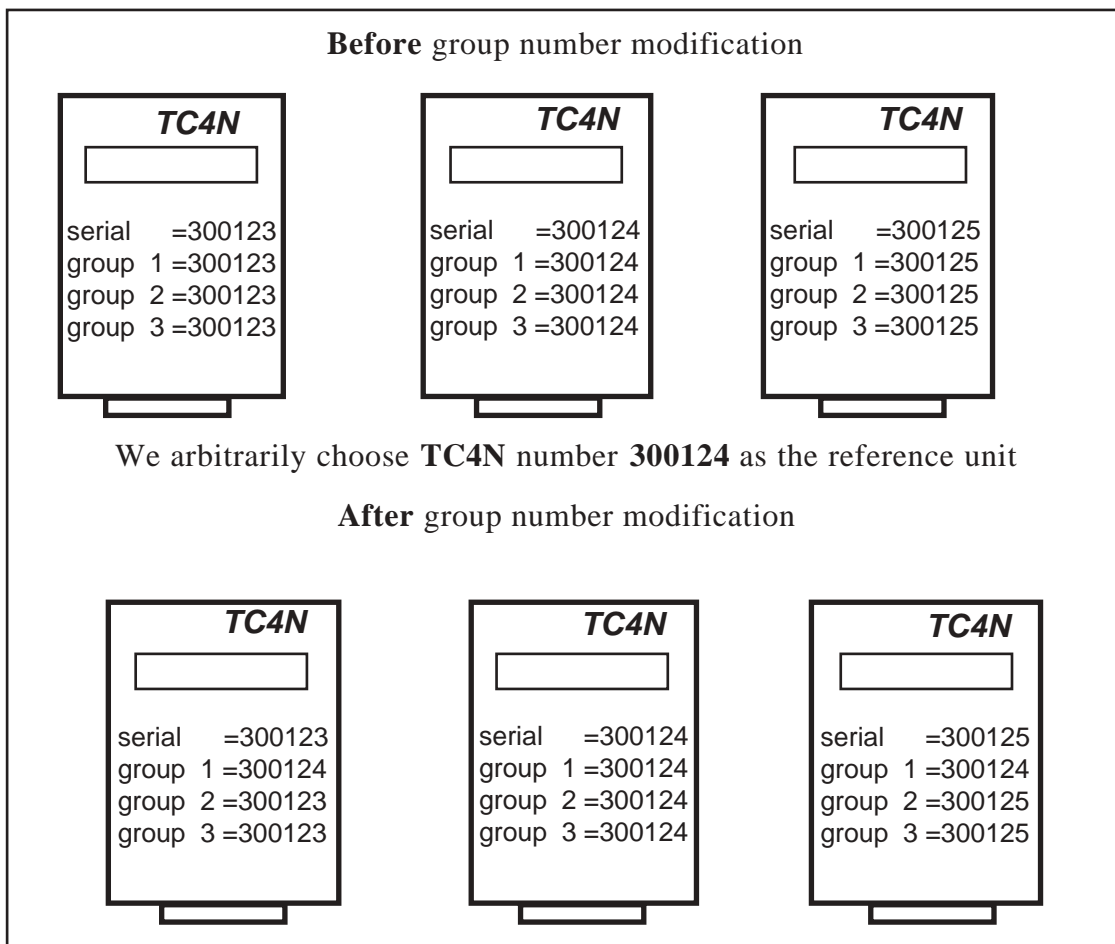 Before group number modification
TC4N
serial =300123
group 1 =300123
group 2 =300123
group 3 =300123
TC4N
serial =300124
group 1 =300124
group 2 =300124
group 3 =300124
TC4N
serial =300125
group 1 =300125
group 2 =300125
group 3 =300125
We arbitrarily choose TC4N number 300124 as the reference unit
After group number modification
TC4N
serial =300123
group 1 =300124
group 2 =300123
group 3 =300123
TC4N
serial =300124
group 1 =300124
group 2 =300124
group 3 =300124
TC4N
serial =300125
group 1 =300124
group 2 =300125
group 3 =300125